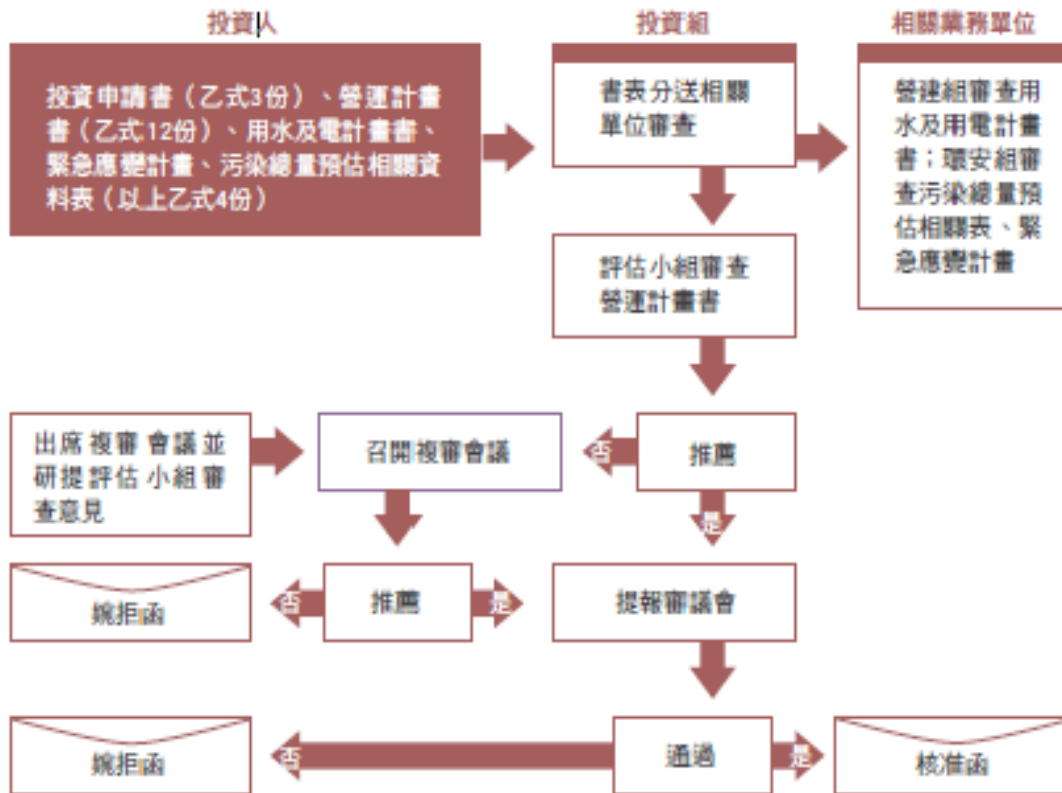 投資人
投資組
相關業務單位
投資申請書（乙式3份）、營運計畫
書（乙式12份）、用水及電計畫書、
緊急應變計畫、污染總量預估相關資
料表（以上乙式4份）
書表分送相關
單位審查
營建組審查用
水及用電計畫
書；環安組審
查污染總量預
估相關表、緊
急應變計畫
評估小組審查
營運計畫書
出席複審會議並
研提評估小組審
查意見
召開複審會議
否
推薦
是
婉拒函
否
推薦
是
提報審議會
婉拒函
否
通過
是
核准函